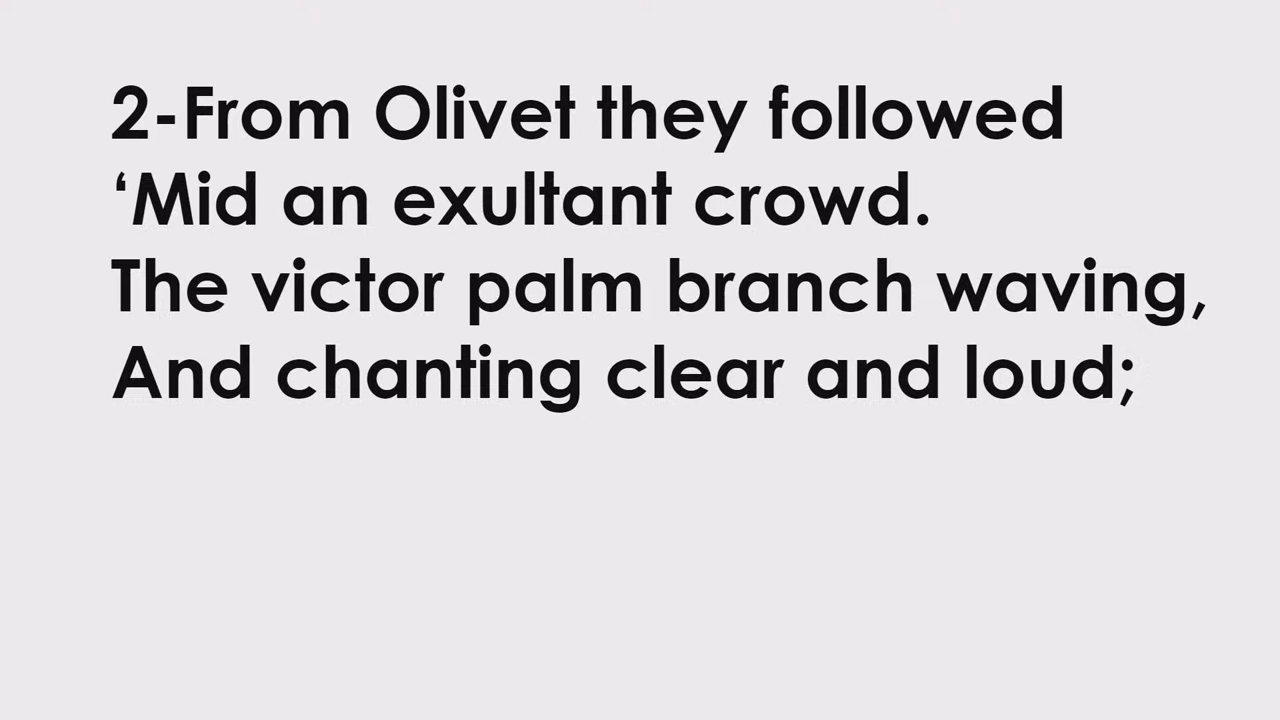 2-From Olivet they followed
‘Mid an exultant crowd.
The victor palm branch waving,
And chanting clear and loud;